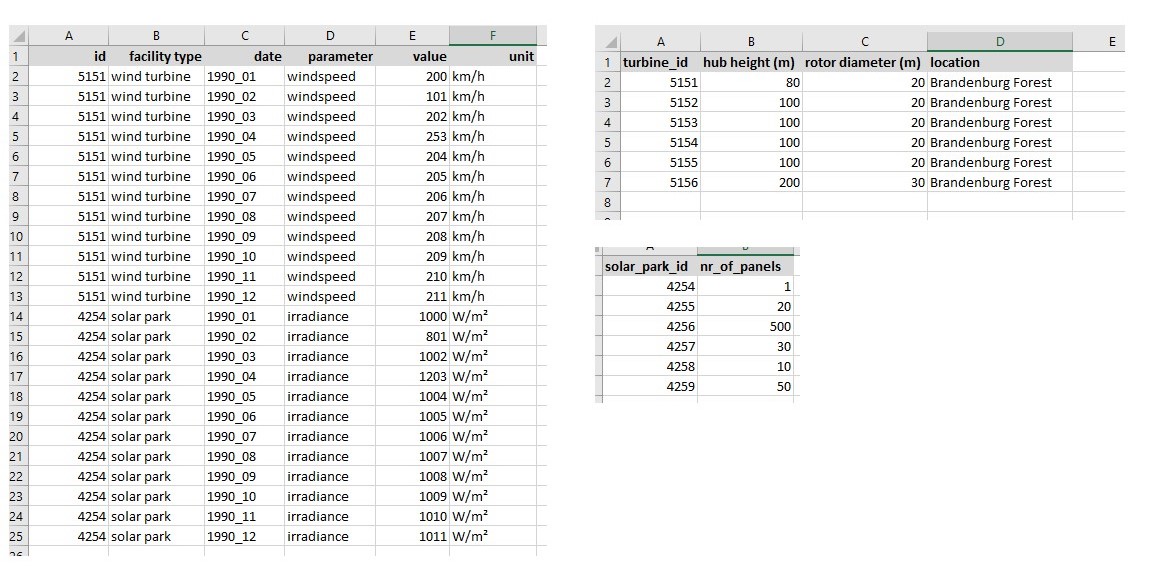 A B C D E F
1 id facility type date parameter value unit
2 5151 wind turbine 1990_01 windspeed 200 km/h
3 5151 wind turbine 1990_02 windspeed 101 km/h
4 5151 wind turbine 1990_03 windspeed 202 km/h
5 5151 wind turbine 1990_04 windspeed 253 km/h
6 5151 wind turbine 1990_05 windspeed 204 km/h
7 5151 wind turbine 1990_06 windspeed 205 km/h
8 5151 wind turbine 1990_07 windspeed 206 km/h
9 5151 wind turbine 1990_08 windspeed 207 km/h
10 5151 wind turbine 1990_09 windspeed 208 km/h
11 5151 wind turbine 1990_10 windspeed 209 km/h
12 5151 wind turbine 1990_11 windspeed 210 km/h
13 5151 wind turbine 1990_12 windspeed 211 km/h
14 4254 solar park 1990_01 irradiance 1000 W/m²
15 4254 solar park 1990_02 irradiance 801 W/m²
16 4254 solar park 1990_03 irradiance 1002 W/m²
17 4254 solar park 1990_04 irradiance 1203 W/m²
18 4254 solar park 1990_05 irradiance 1004 W/m²
19 4254 solar park 1990_06 irradiance 1005 W/m²
20 4254 solar park 1990_07 irradiance 1006 W/m²
21 4254 solar park 1990_08 irradiance 1007 W/m²
22 4254 solar park 1990_09 irradiance 1008 W/m²
23 4254 solar park 1990_10 irradiance 1009 W/m²
24 4254 solar park 1990_11 irradiance 1010 W/m²
25 4254 solar park 1990_12 irradiance 1011 W/m²
A B C D E
1 turbine_id hub height (m) rotor diameter (m) location
2 5151 80 20 Brandenburg Forest
3 5152 100 20 Brandenburg Forest
4 5153 100 20 Brandenburg Forest
5 5154 100 20 Brandenburg Forest
6 5155 100 20 Brandenburg Forest
7 5156 200 30 Brandenburg Forest
8
solar_park_id nr_of_panels
4254 1
4255 20
4256 500
4257 30
4258 10
4259 50